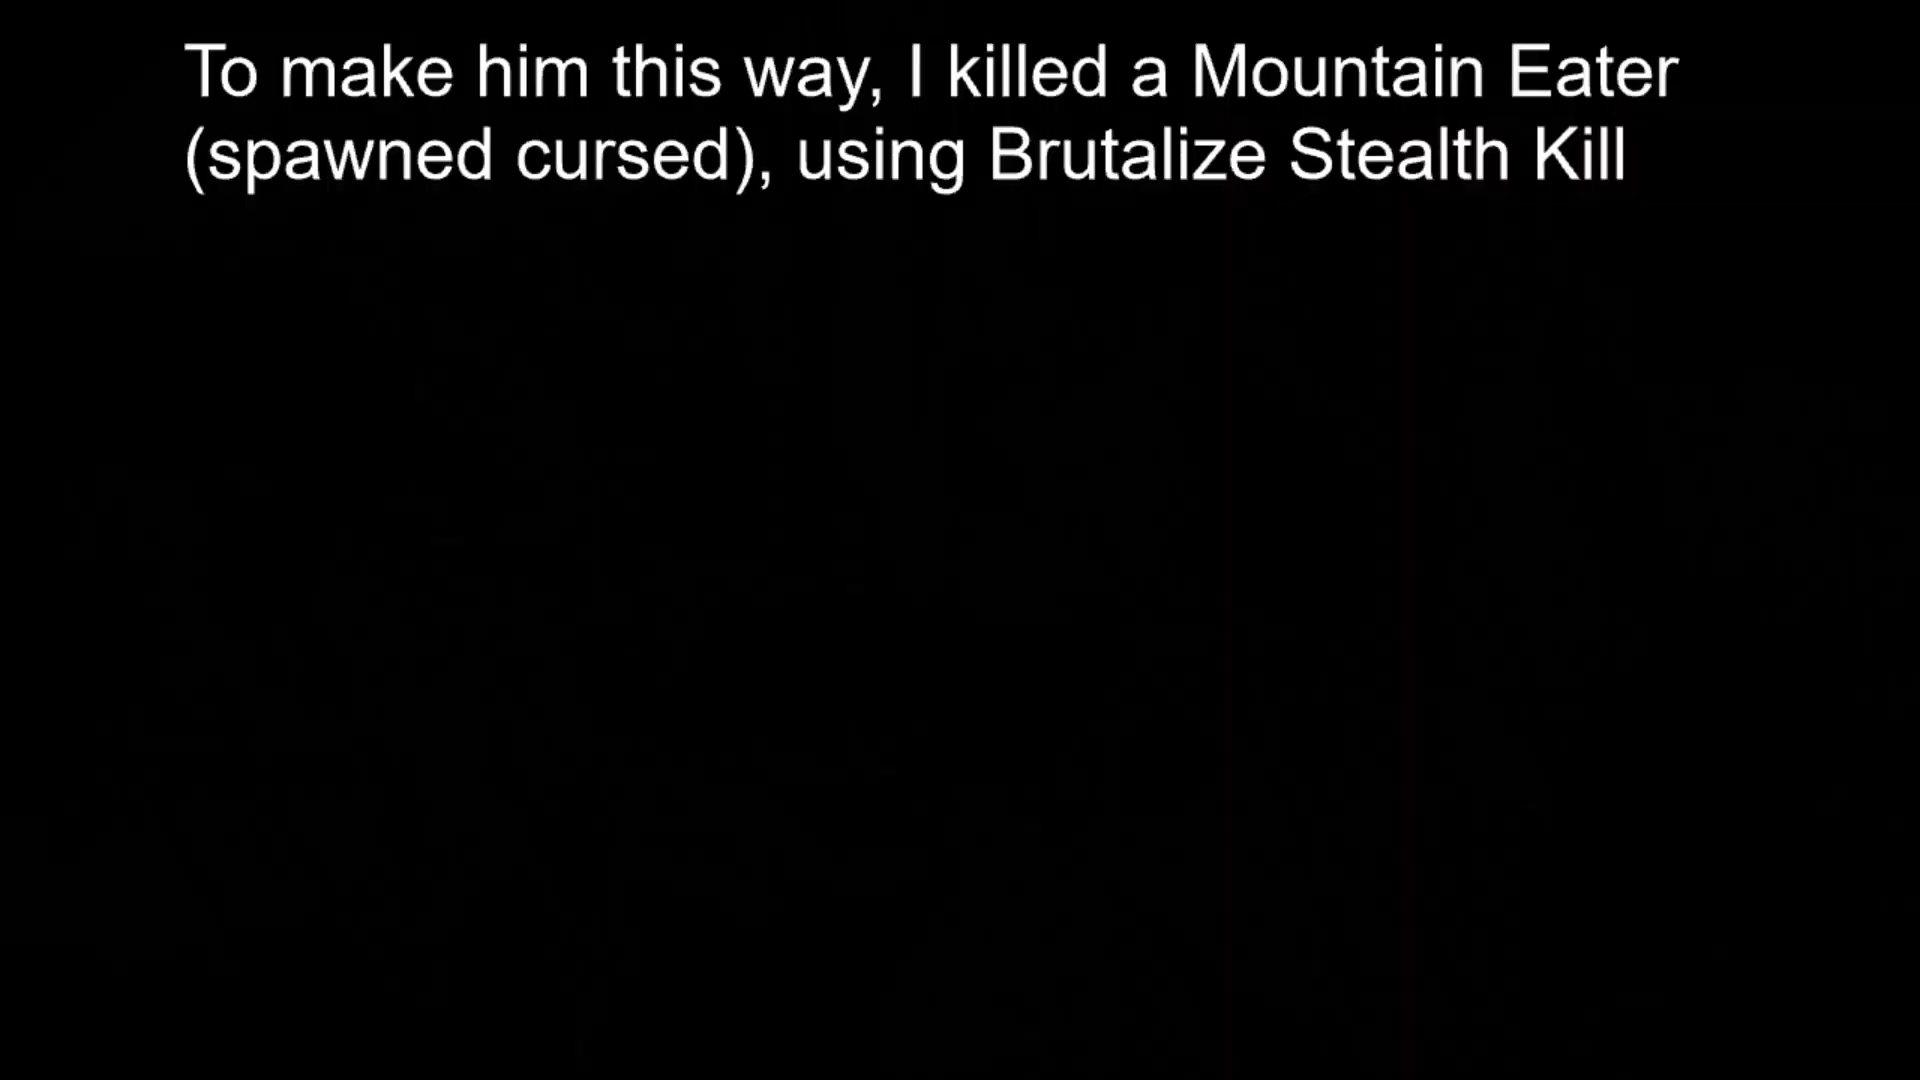 To make him this way, I killed a Mountain Eater
(spawned cursed), using Brutalize Stealth Kill